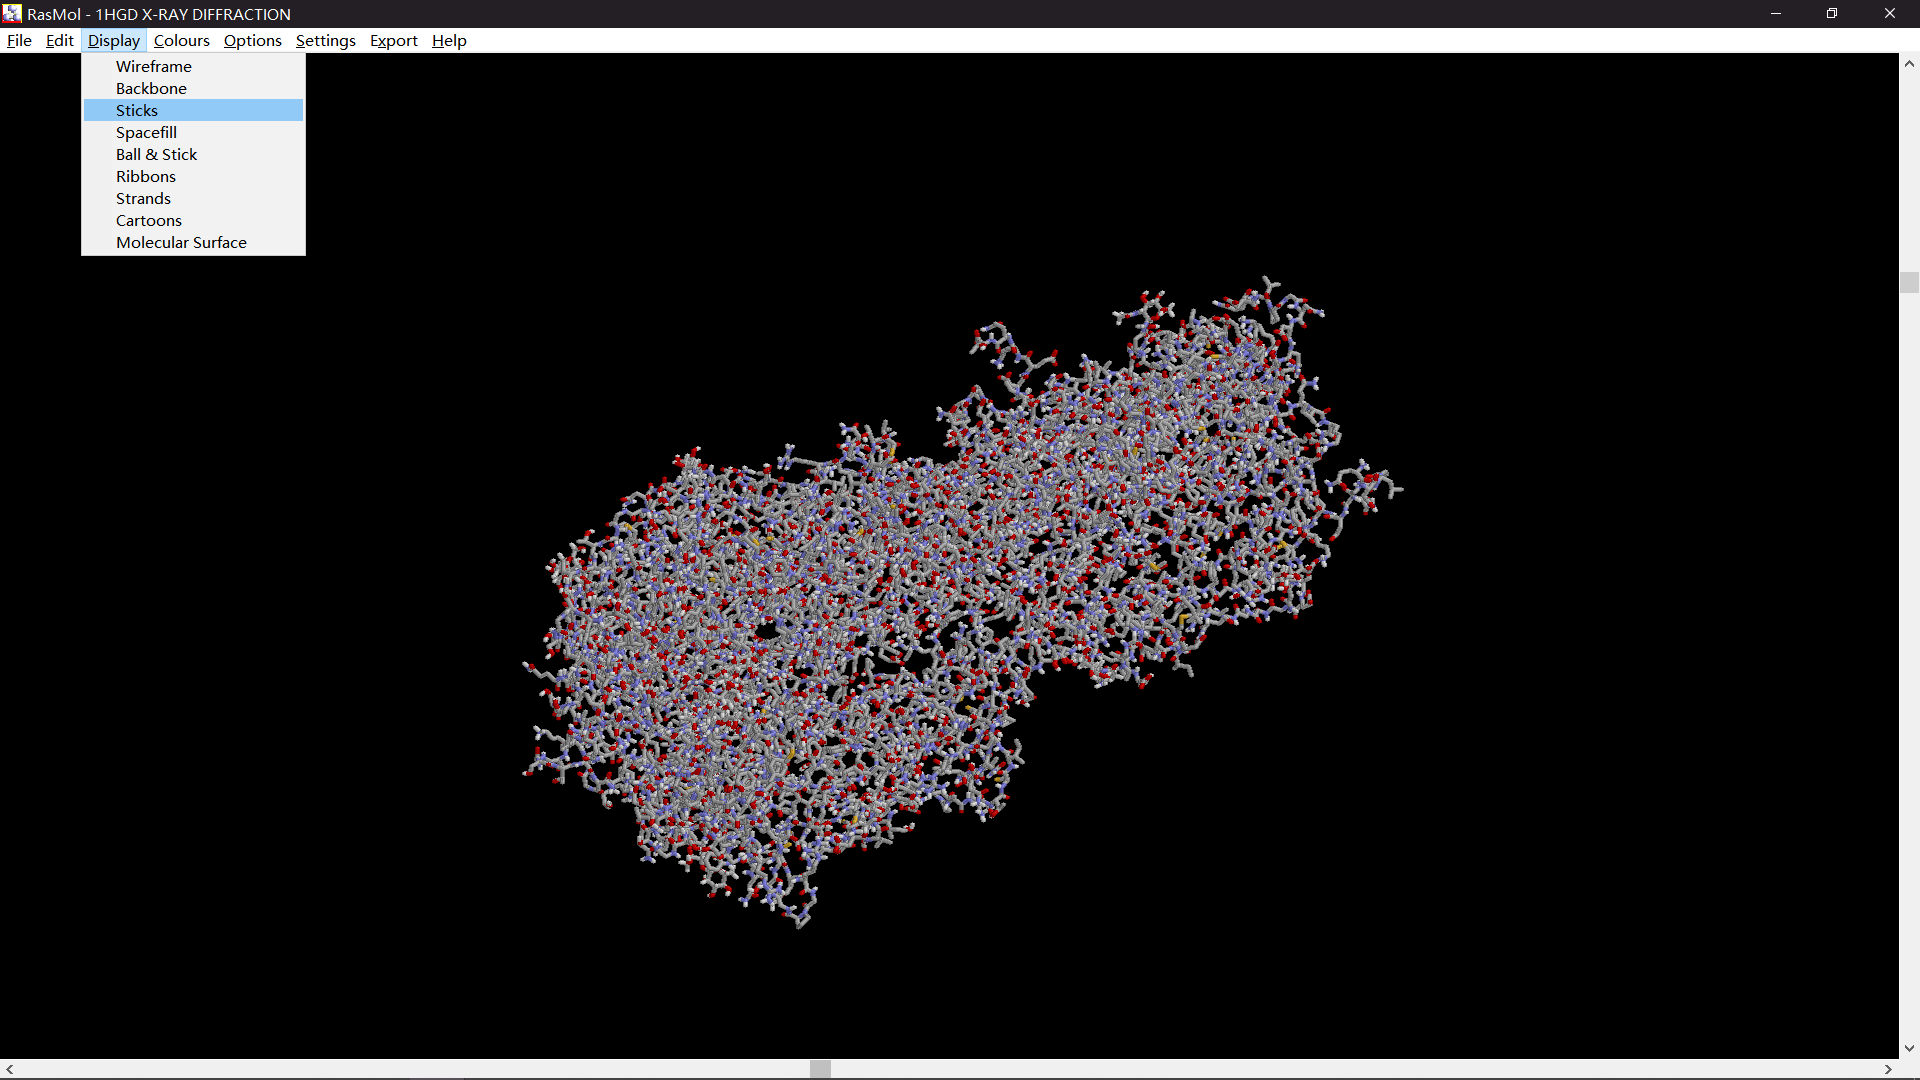 RasMol - 1HGD X-RAY DIFFRACTION
File Edit Display Colours Options Settings Export Help
Wireframe
Backbone
Sticks
Spacefill
Ball & Stick
Ribbons
Strands
Cartoons
Molecular Surface